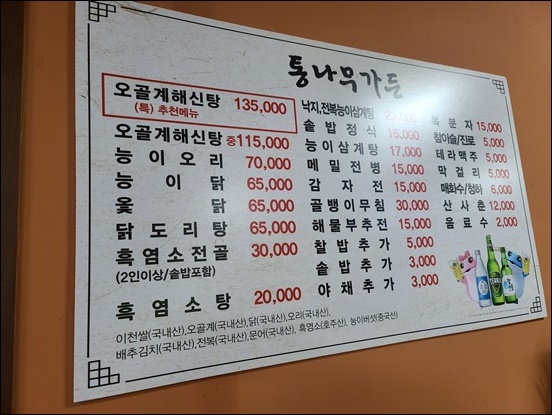 통나무가든
오골계해신탕 135,000
(특) 추천메뉴
오골계해신탕 중115,000
능이오리 70,000
능이닭 65,000
옻닭 65,000
닭도리탕 65,000
흑염소전골 30,000
(2인이상/솥밥포함)
흑염소탕 20,000
낙지,전복능이삼계탕
솥밥정식 16,000
능이삼계탕 17,000
메밀전병 15,000
감자전 15,000
골뱅이무침 30,000
해물부추전 15,000
찰밥추가 5,000
솥밥추가 3,000
야채추가 3,000
복분자 15,000
참이슬/진로 5,000
테라맥주 5,000
막걸리 5,000
매화수/청하 6,000
산사춘 12,000
음료수 2,000
이천쌀(국내산),오골계(국내산),닭(국내산),오리(국내산),
배추김치(국내산),전복(국내산),문어(국내산), 흑염소(호주산), 능이버섯(중국산)